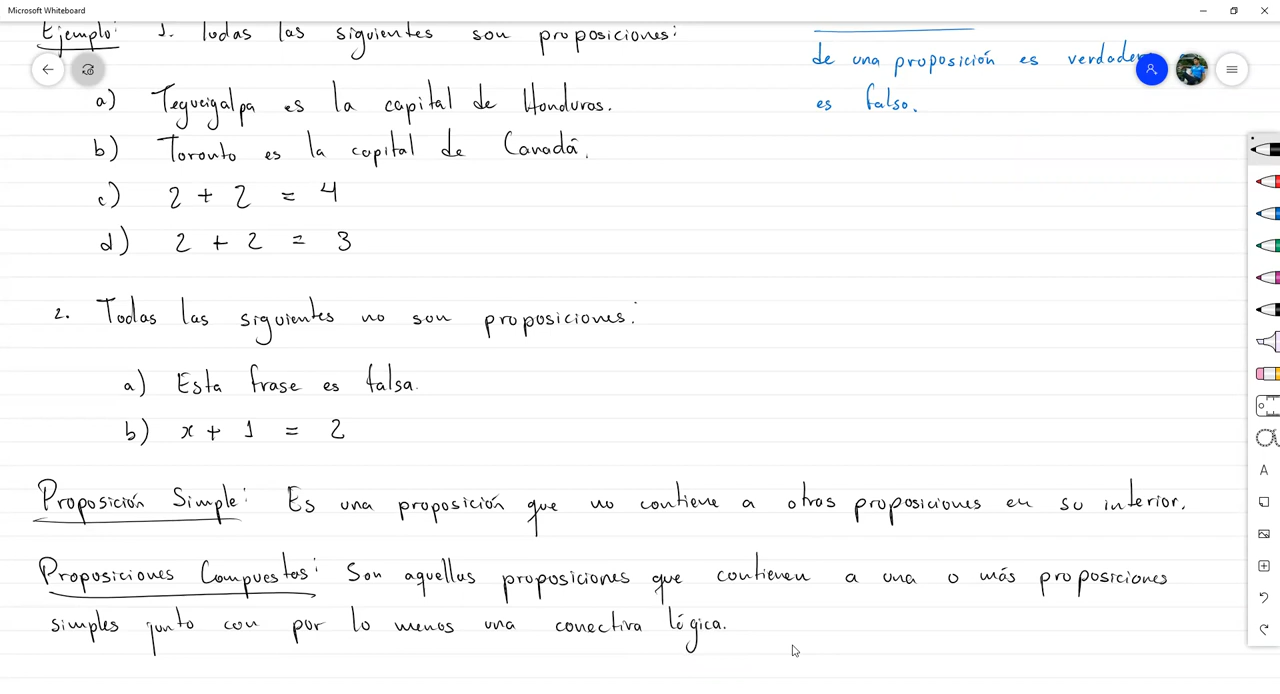 Microsoft Whiteboard
Ejemplo: 1. Todas las siguientes son proposiciones:
de una proposición es verdader
es falso.
a) Tegucigalpa es la capital de Honduras.
b) Toronto es la capital de Canadá.
c) 2 + 2 = 4
d) 2 + 2 = 3
2. Todas las siguientes no son proposiciones:
a) Esta frase es falsa.
b) x + 1 = 2
Proposición Simple: Es una proposición que no contiene a otras proposiciones en su interior.
Proposiciones Compuestas: Son aquellas proposiciones que contienen a una o más proposiciones
simples junto con por lo menos una conectiva lógica.